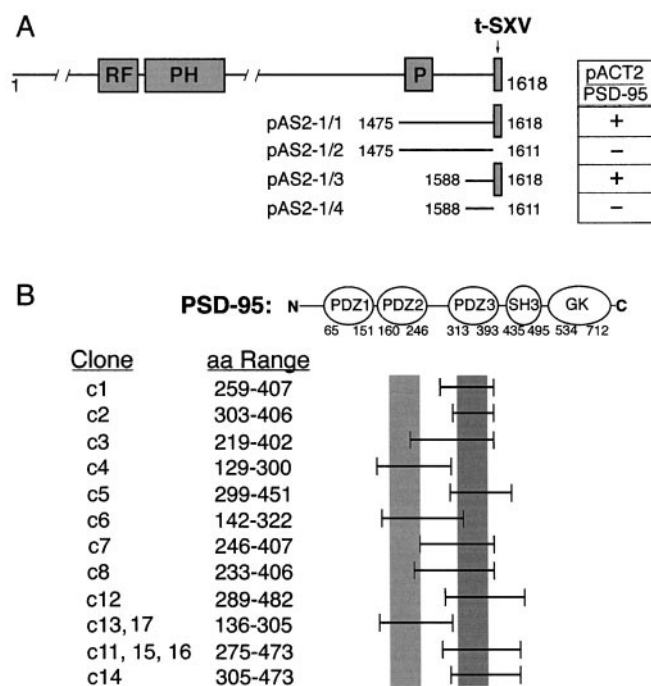 A
t-SXV
1 RF PH P 1618
pACT2
PSD-95
pAS2-1/1 1475 1618 +
pAS2-1/2 1475 1611 −
pAS2-1/3 1588 1618 +
pAS2-1/4 1588 1611 −
B
PSD-95: N PDZ1 PDZ2 PDZ3 SH3 GK C
65 151 160 246 313 393 435 495 534 712
Clone aa Range
c1 259-407
c2 303-406
c3 219-402
c4 129-300
c5 299-451
c6 142-322
c7 246-407
c8 233-406
c12 289-482
c13, 17 136-305
c11, 15, 16 275-473
c14 305-473